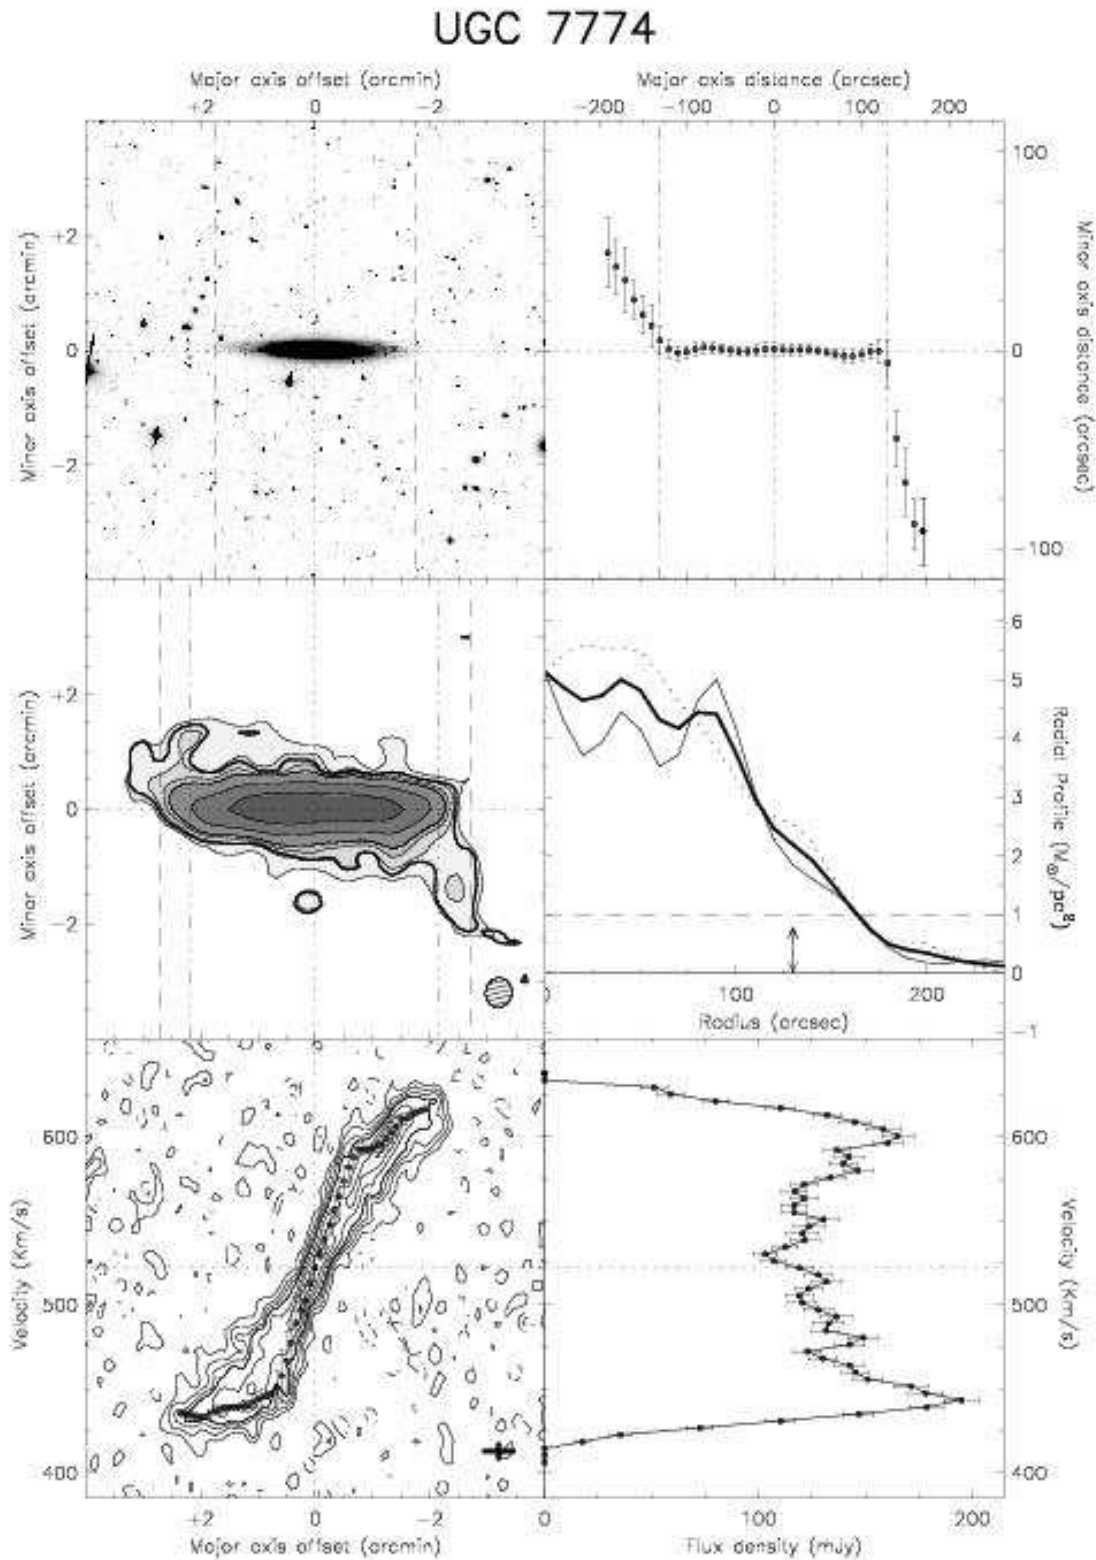 UGC 7774
Major axis offset (arcmin)
+2 0 −2
Major axis distance (arcsec)
−200 −100 0 100 200
Minor axis offset (arcmin)
+2
0
−2
100
0
−100
Minor axis distance (arcsec)
Minor axis offset (arcmin)
+2
0
−2
6
5
4
3
2
1
0
−1
Radial Profile (M⊙/pc²)
0 100 200
Radius (arcsec)
Velocity (Km/s)
600
500
400
600
500
400
Velocity (Km/s)
+2 0 −2
Major axis offset (arcmin)
0 100 200
Flux density (mJy)